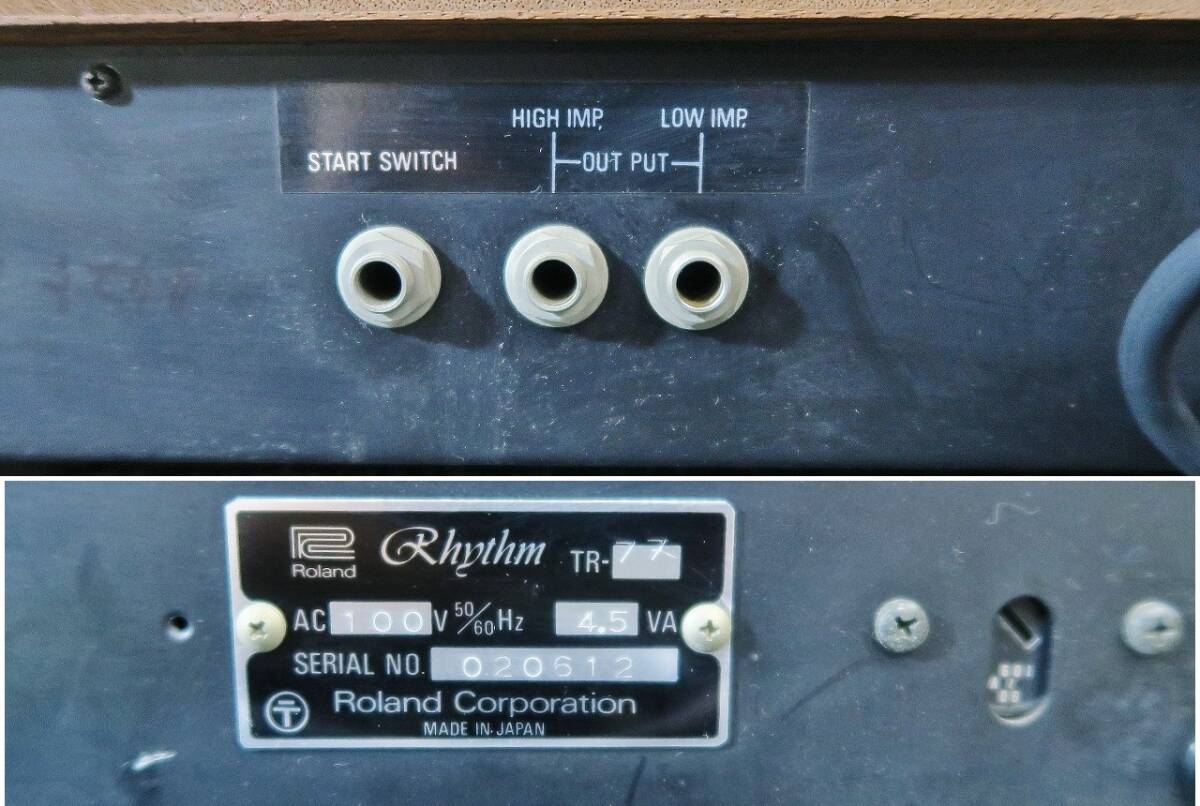 HIGH IMP. LOW IMP.
START SWITCH OUT PUT
Roland Rhythm TR-77
AC 100V 50/60 Hz 4.5 VA
SERIAL NO. 020612
Roland Corporation
MADE IN JAPAN